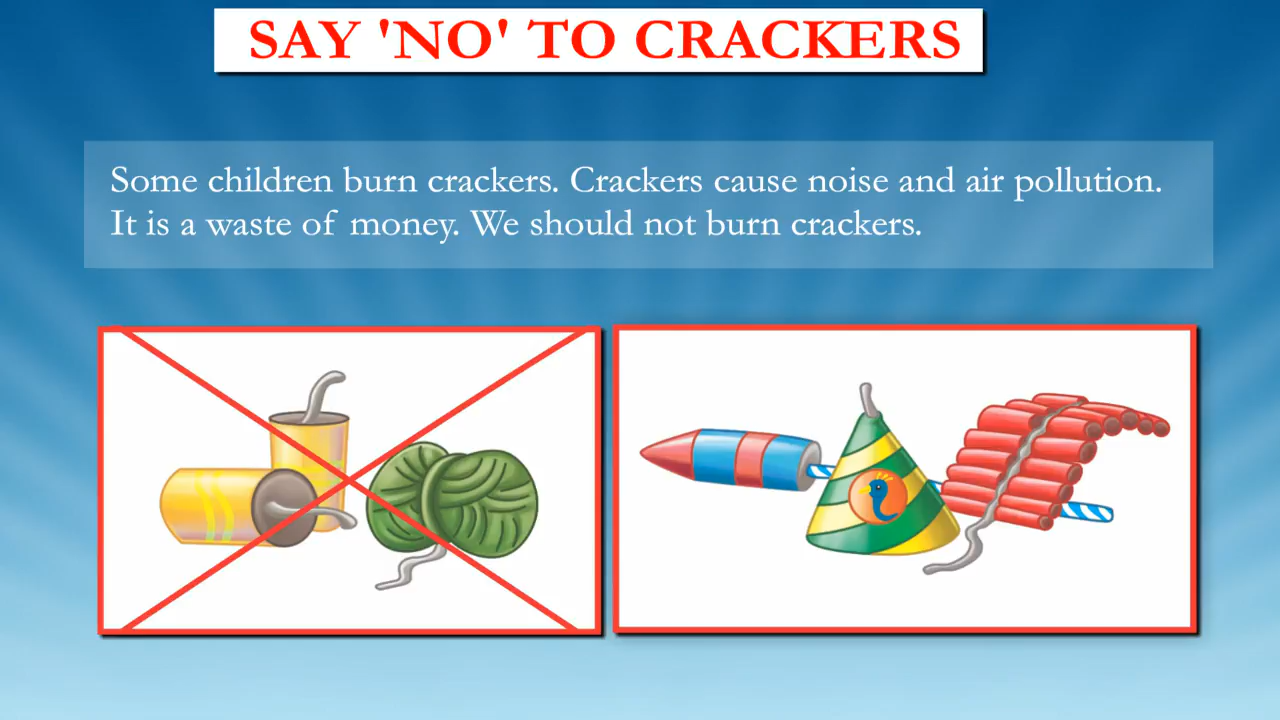 SAY 'NO' TO CRACKERS
Some children burn crackers. Crackers cause noise and air pollution.
It is a waste of money. We should not burn crackers.